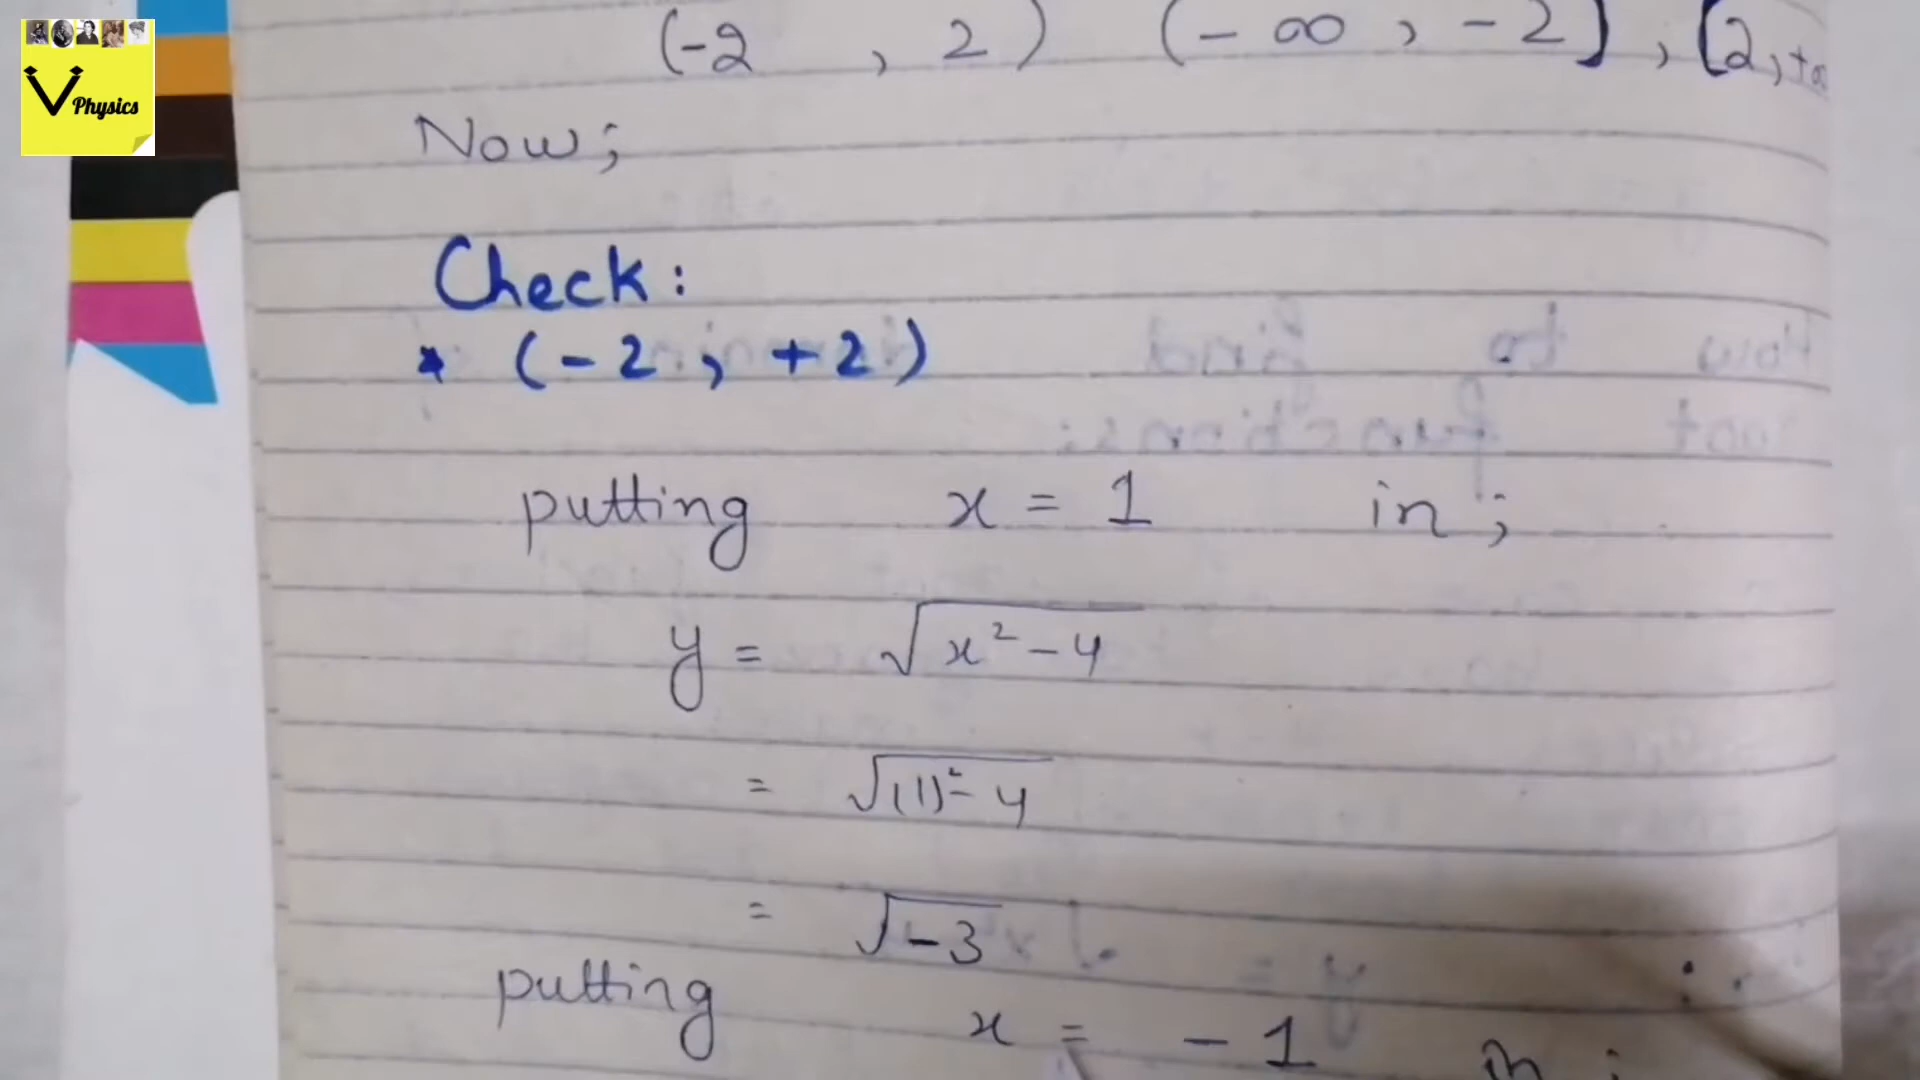 (-2 , 2) (-∞, -2], [2, +∞
V Physics
Now;
Check:
* (-2, +2)
putting x = 1 in;
y = √x² - 4
= √(1)² - 4
= √-3
putting x = -1 in;